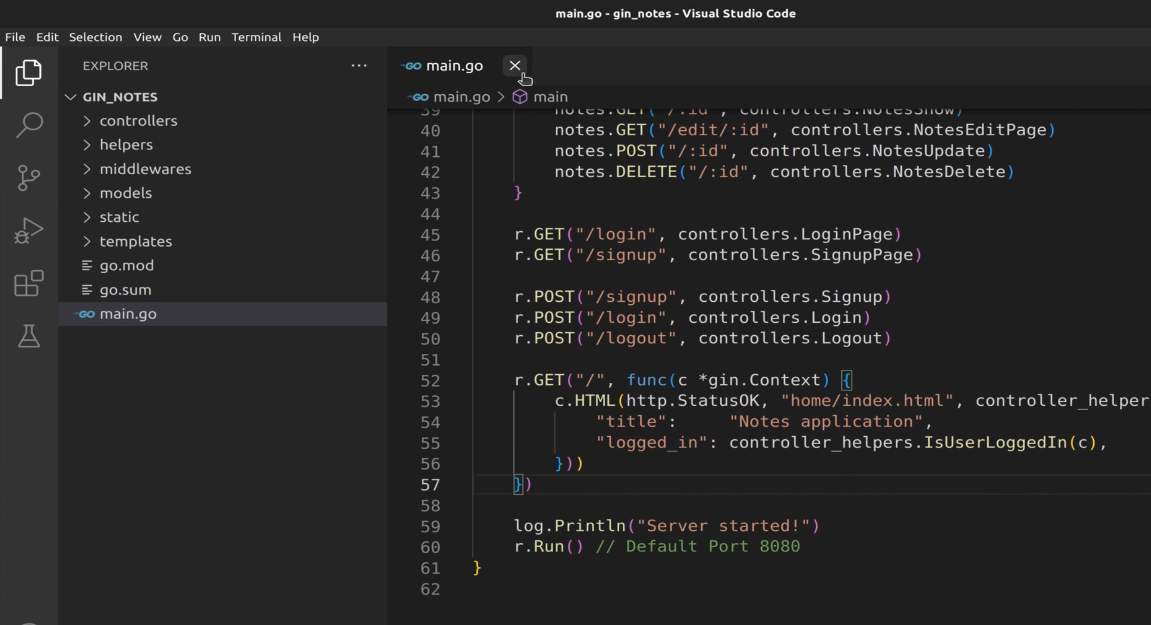 main.go - gin_notes - Visual Studio Code
File Edit Selection View Go Run Terminal Help
EXPLORER ···
GIN_NOTES
controllers
helpers
middlewares
models
static
templates
go.mod
go.sum
GO main.go
GO main.go
GO main.go > main
39 notes.GET("/:id", controllers.NotesShow)
40 notes.GET("/edit/:id", controllers.NotesEditPage)
41 notes.POST("/:id", controllers.NotesUpdate)
42 notes.DELETE("/:id", controllers.NotesDelete)
43 }
44
45 r.GET("/login", controllers.LoginPage)
46 r.GET("/signup", controllers.SignupPage)
47
48 r.POST("/signup", controllers.Signup)
49 r.POST("/login", controllers.Login)
50 r.POST("/logout", controllers.Logout)
51
52 r.GET("/", func(c *gin.Context) {
53 c.HTML(http.StatusOK, "home/index.html", controller_helper
54 "title": "Notes application",
55 "logged_in": controller_helpers.IsUserLoggedIn(c),
56 }))
57 })
58
59 log.Println("Server started!")
60 r.Run() // Default Port 8080
61 }
62